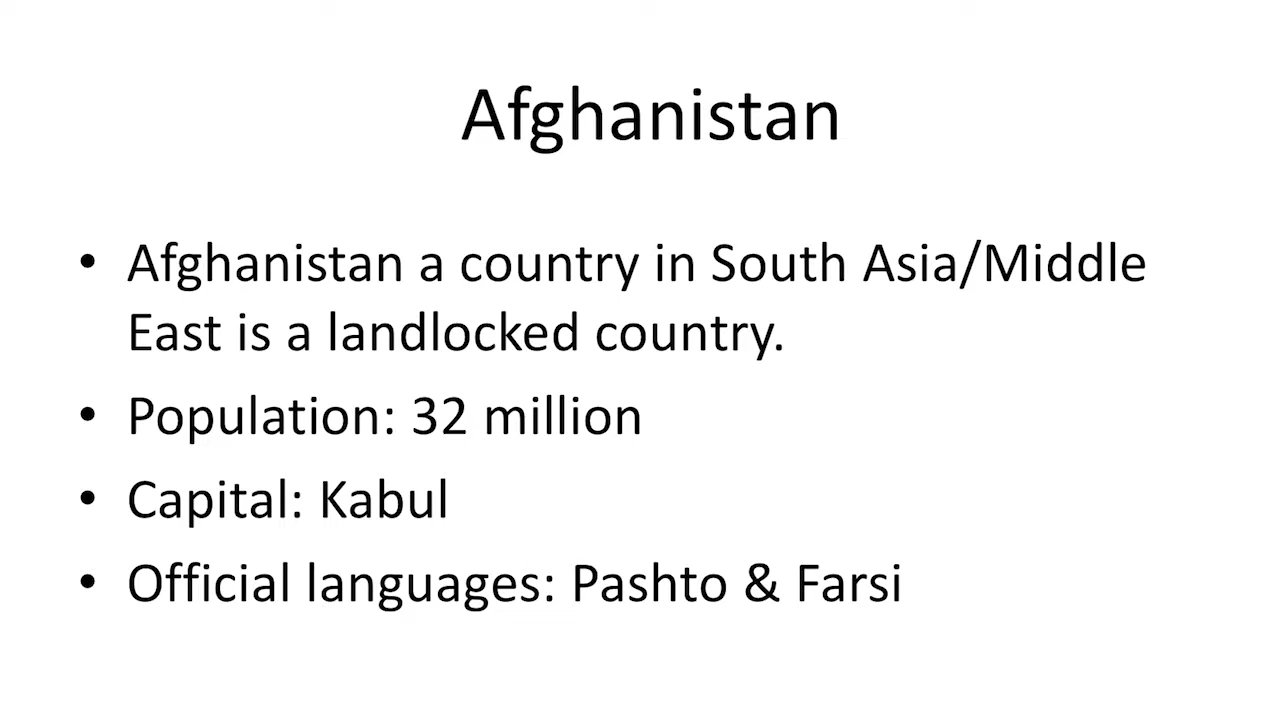 Afghanistan
• Afghanistan a country in South Asia/Middle
East is a landlocked country.
• Population: 32 million
• Capital: Kabul
• Official languages: Pashto & Farsi